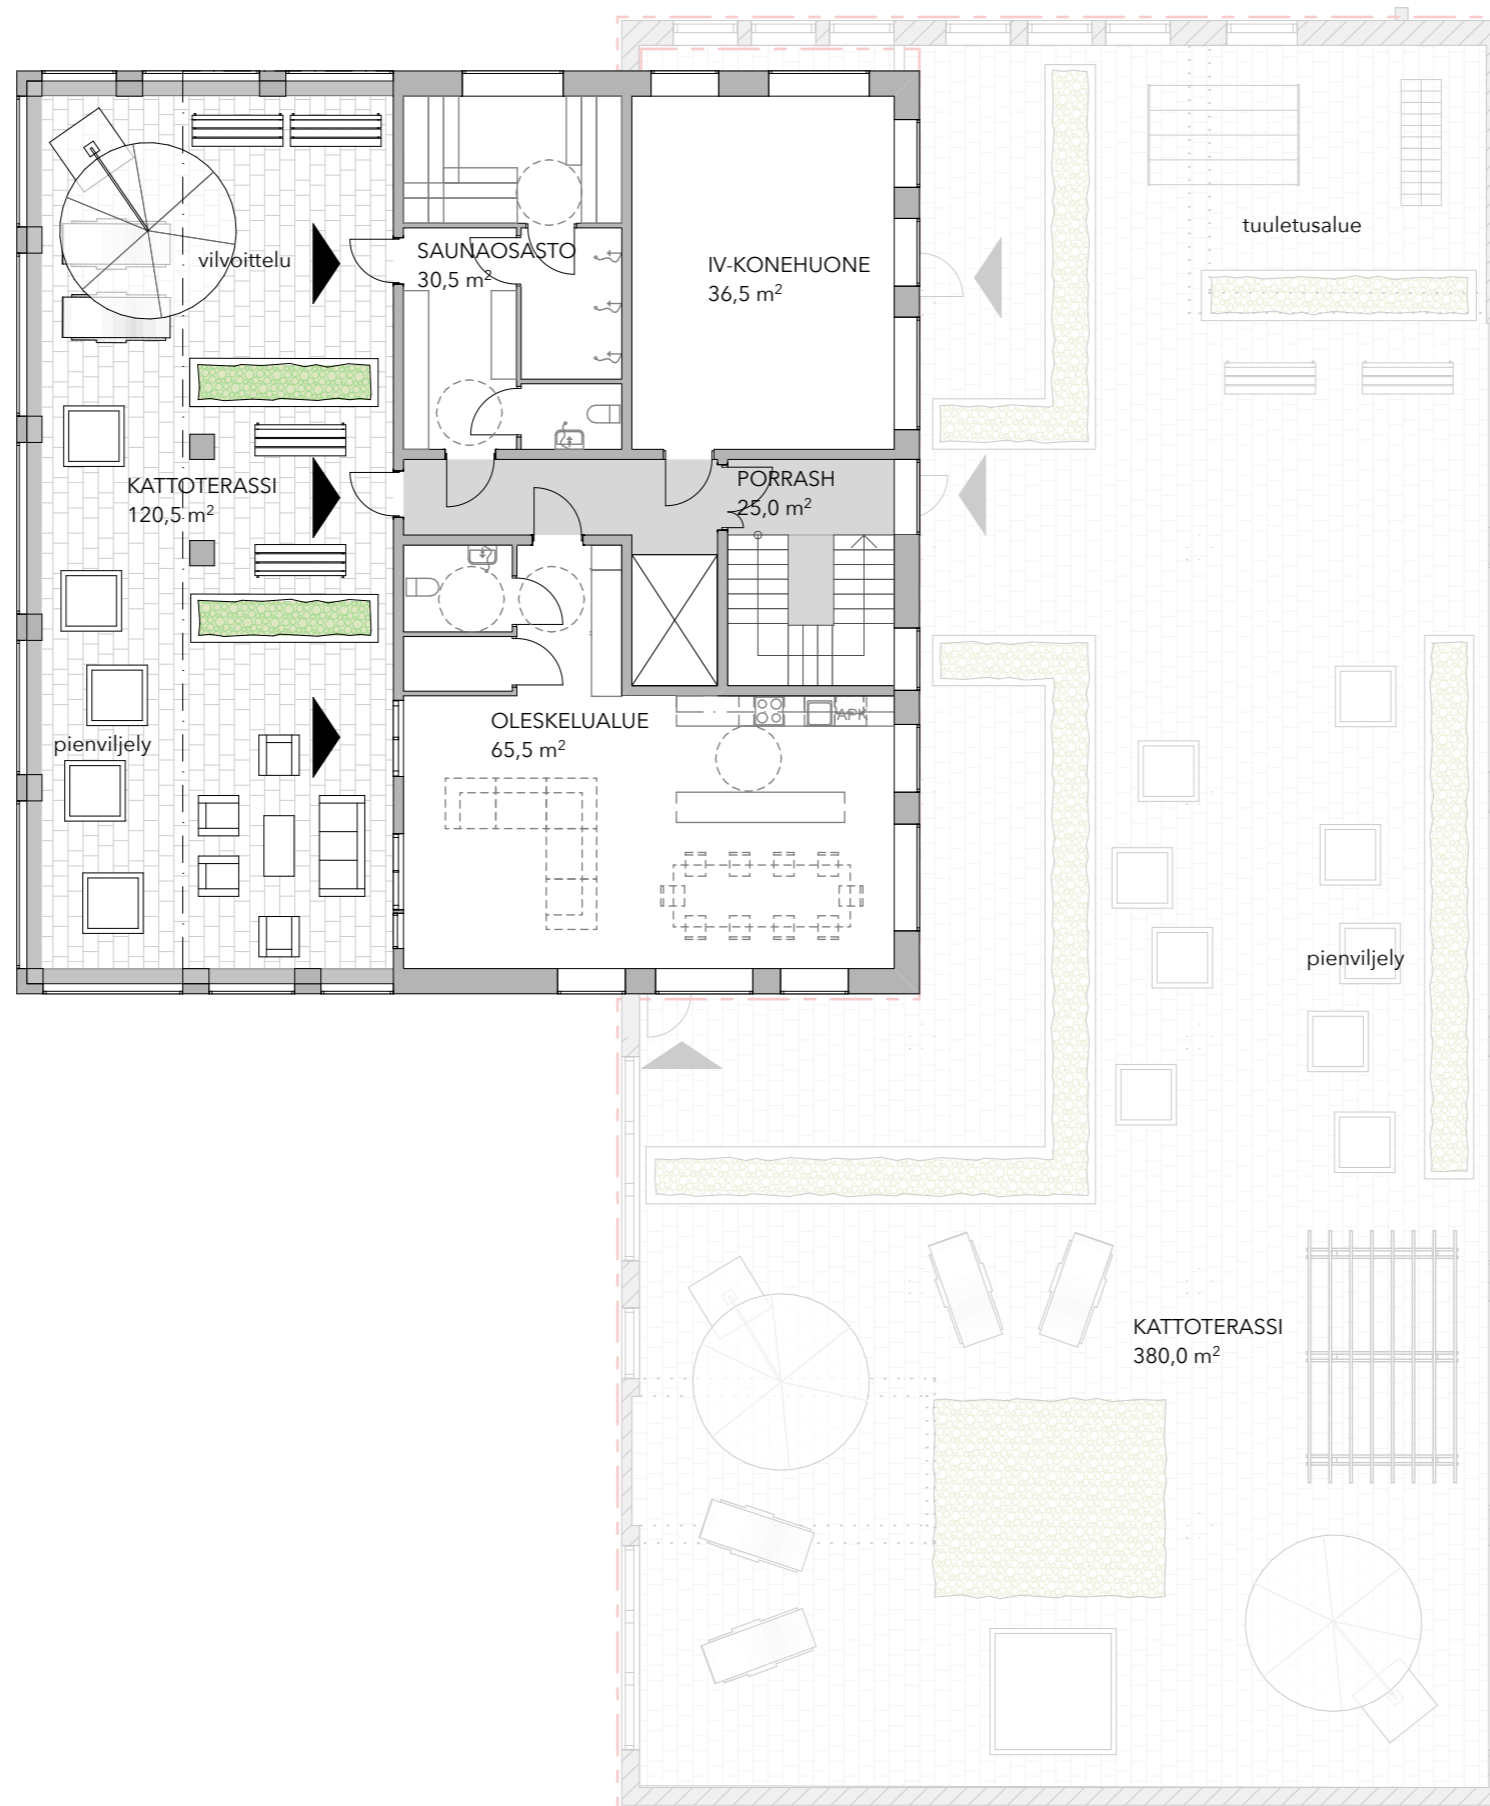 tuuletusalue
vilvoittelu
SAUNAOSASTO
30,5 m²
IV-KONEHUONE
36,5 m²
KATTOTERASSI
120,5 m²
PORRASH
25,0 m²
OLESKELUALUE
65,5 m²
APK
pienviljely
pienviljely
KATTOTERASSI
380,0 m²